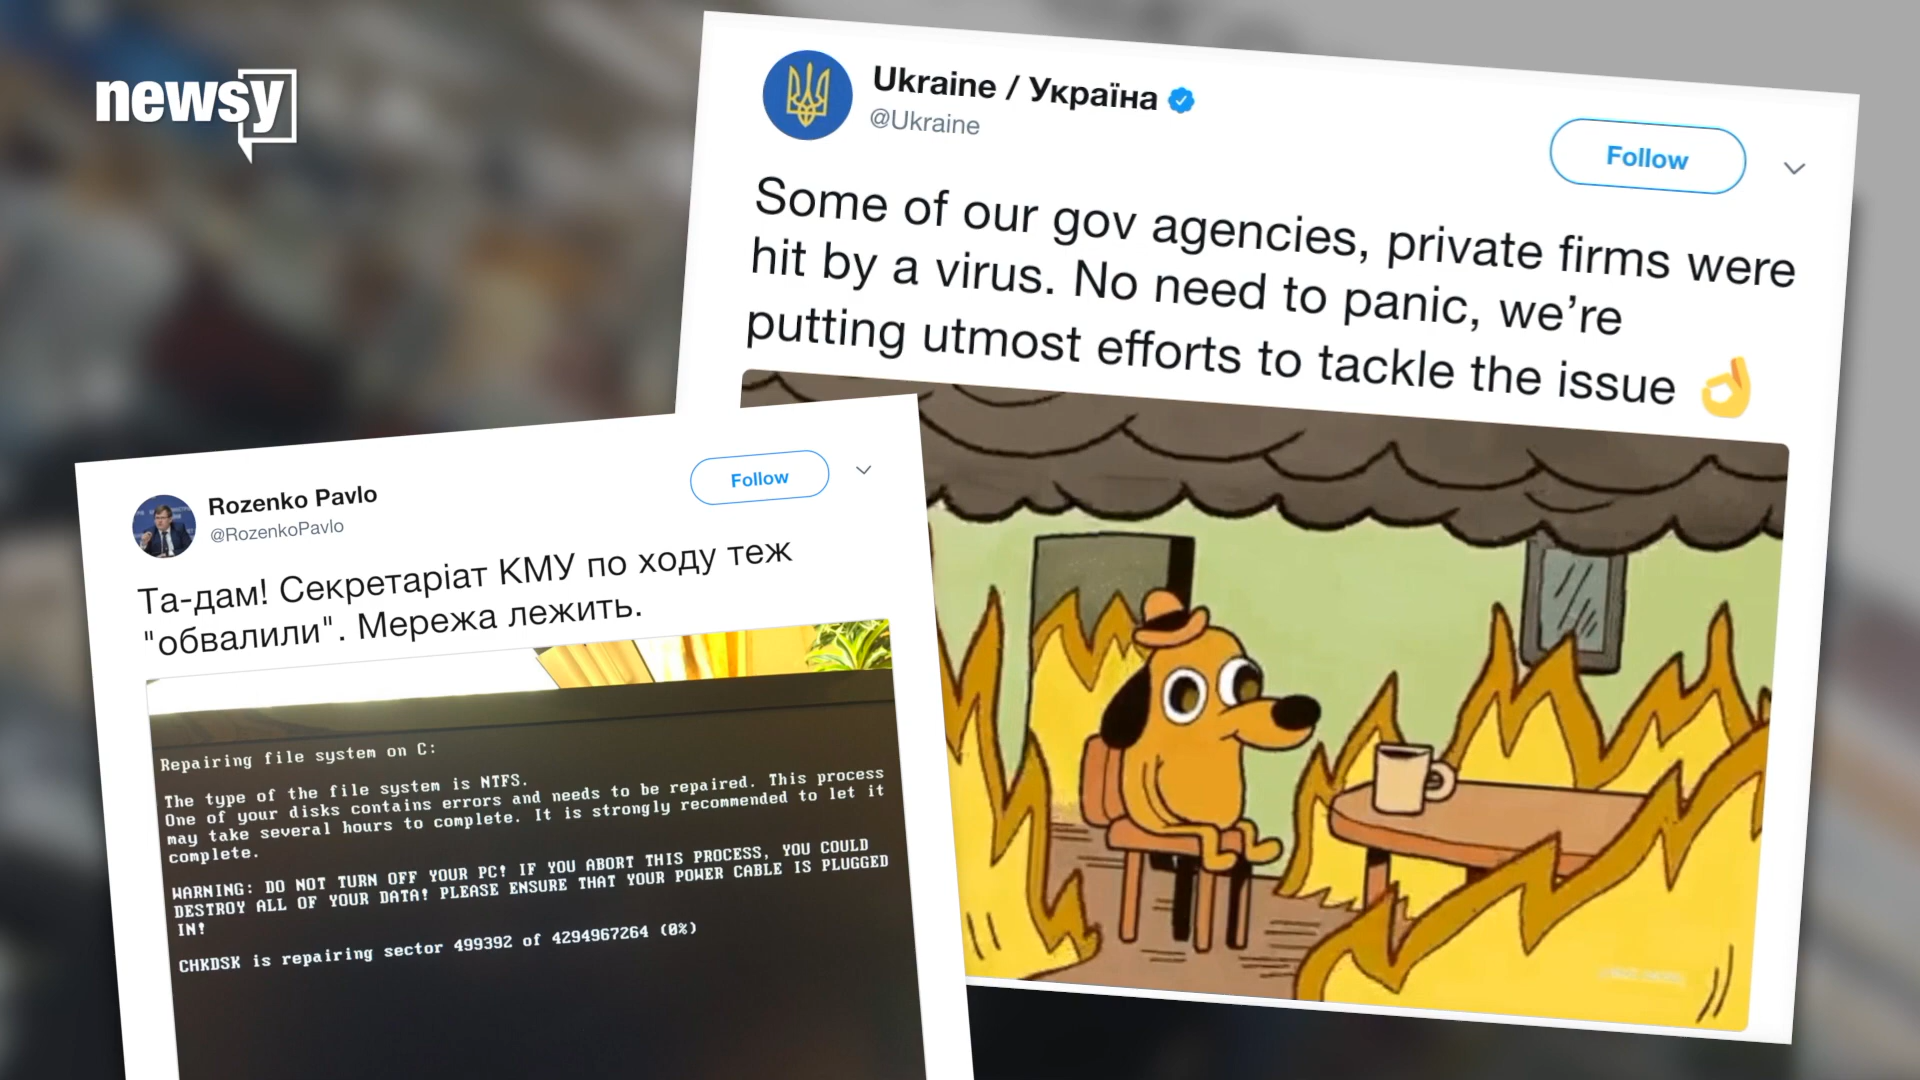 newsy
Ukraine / Україна
@Ukraine
Follow
Some of our gov agencies, private firms were
hit by a virus. No need to panic, we’re
putting utmost efforts to tackle the issue 👌
Rozenko Pavlo
@RozenkoPavlo
Follow
Та-дам! Секретаріат КМУ по ходу теж
"обвалили". Мережа лежить.
Repairing file system on C:
The type of the file system is NTFS.
One of your disks contains errors and needs to be repaired. This process
may take several hours to complete. It is strongly recommended to let it
complete.
WARNING: DO NOT TURN OFF YOUR PC! IF YOU ABORT THIS PROCESS, YOU COULD
DESTROY ALL OF YOUR DATA! PLEASE ENSURE THAT YOUR POWER CABLE IS PLUGGED
IN!
CHKDSK is repairing sector 499392 of 4294967264 (0%)